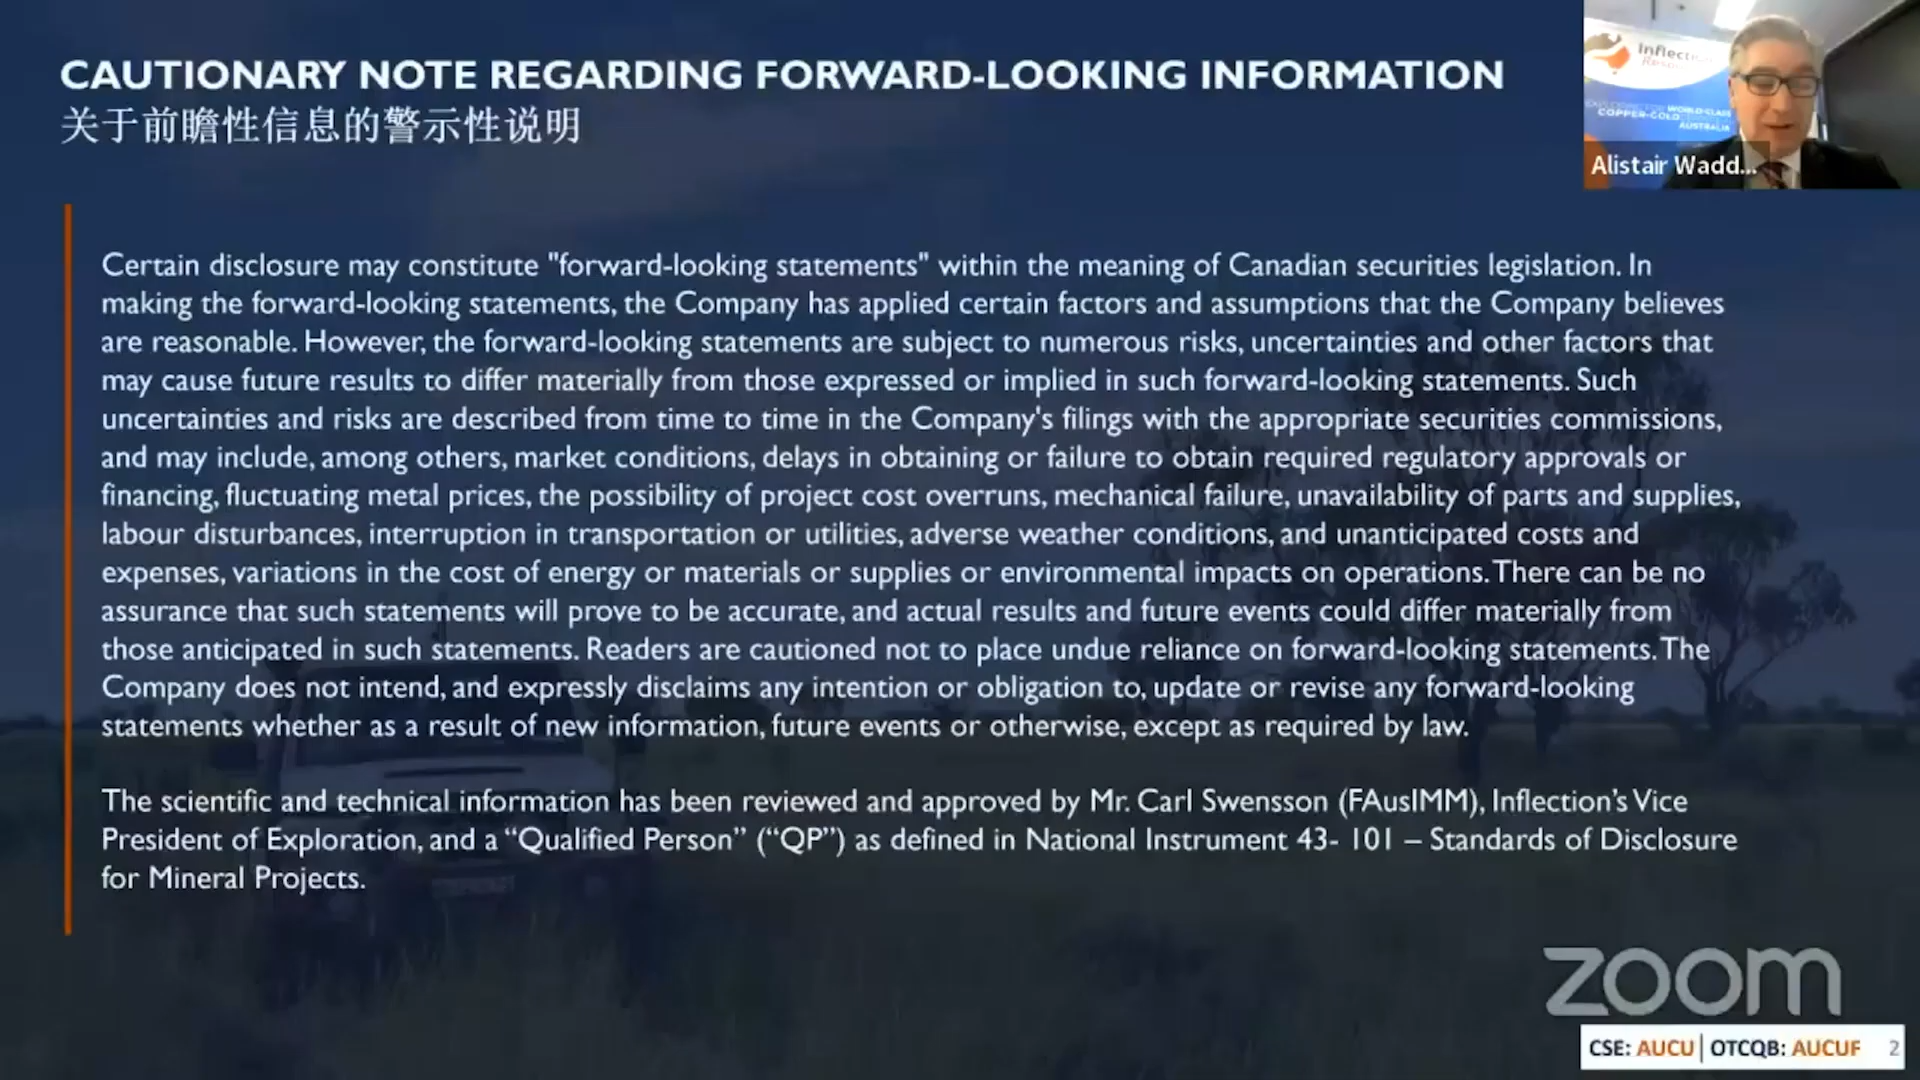 CAUTIONARY NOTE REGARDING FORWARD-LOOKING INFORMATION
关于前瞻性信息的警示性说明
Inflec
COPPER-GOLD
WORLD-CLASS
AUSTRALIA
Alistair Wadd...
Certain disclosure may constitute "forward-looking statements" within the meaning of Canadian securities legislation. In
making the forward-looking statements, the Company has applied certain factors and assumptions that the Company believes
are reasonable. However, the forward-looking statements are subject to numerous risks, uncertainties and other factors that
may cause future results to differ materially from those expressed or implied in such forward-looking statements. Such
uncertainties and risks are described from time to time in the Company's filings with the appropriate securities commissions,
and may include, among others, market conditions, delays in obtaining or failure to obtain required regulatory approvals or
financing, fluctuating metal prices, the possibility of project cost overruns, mechanical failure, unavailability of parts and supplies,
labour disturbances, interruption in transportation or utilities, adverse weather conditions, and unanticipated costs and
expenses, variations in the cost of energy or materials or supplies or environmental impacts on operations. There can be no
assurance that such statements will prove to be accurate, and actual results and future events could differ materially from
those anticipated in such statements. Readers are cautioned not to place undue reliance on forward-looking statements. The
Company does not intend, and expressly disclaims any intention or obligation to, update or revise any forward-looking
statements whether as a result of new information, future events or otherwise, except as required by law.
The scientific and technical information has been reviewed and approved by Mr. Carl Swensson (FAusIMM), Inflection’s Vice
President of Exploration, and a “Qualified Person” (“QP”) as defined in National Instrument 43- 101 – Standards of Disclosure
for Mineral Projects.
zoom
CSE: AUCU | OTCQB: AUCUF 2